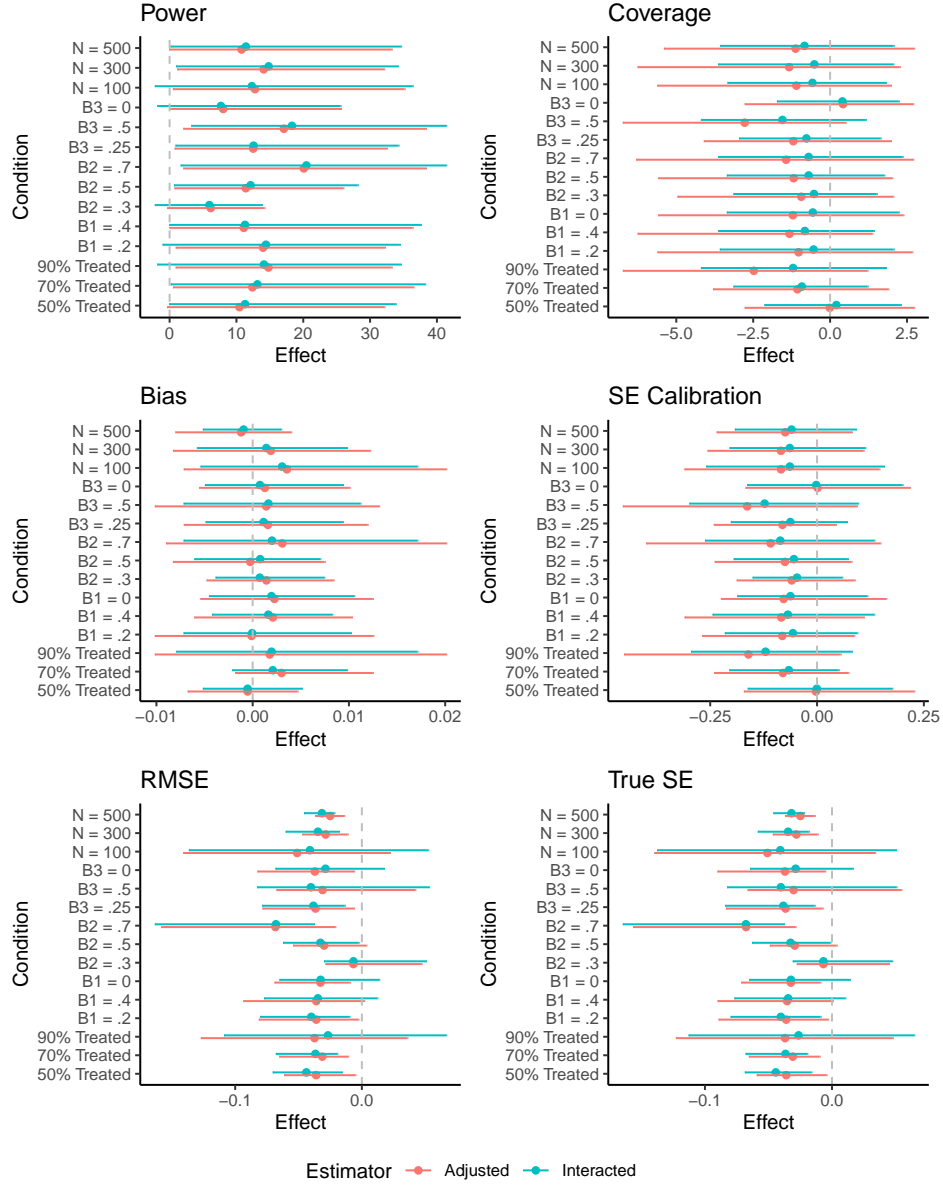 Power
Condition
N = 500
N = 300
N = 100
B3 = 0
B3 = .5
B3 = .25
B2 = .7
B2 = .5
B2 = .3
B1 = 0
B1 = .4
B1 = .2
90% Treated
70% Treated
50% Treated
0 10 20 30 40
Effect
Coverage
Condition
N = 500
N = 300
N = 100
B3 = 0
B3 = .5
B3 = .25
B2 = .7
B2 = .5
B2 = .3
B1 = 0
B1 = .4
B1 = .2
90% Treated
70% Treated
50% Treated
−5.0 −2.5 0.0 2.5
Effect
Bias
Condition
N = 500
N = 300
N = 100
B3 = 0
B3 = .5
B3 = .25
B2 = .7
B2 = .5
B2 = .3
B1 = 0
B1 = .4
B1 = .2
90% Treated
70% Treated
50% Treated
−0.01 0.00 0.01 0.02
Effect
SE Calibration
Condition
N = 500
N = 300
N = 100
B3 = 0
B3 = .5
B3 = .25
B2 = .7
B2 = .5
B2 = .3
B1 = 0
B1 = .4
B1 = .2
90% Treated
70% Treated
50% Treated
−0.25 0.00 0.25
Effect
RMSE
Condition
N = 500
N = 300
N = 100
B3 = 0
B3 = .5
B3 = .25
B2 = .7
B2 = .5
B2 = .3
B1 = 0
B1 = .4
B1 = .2
90% Treated
70% Treated
50% Treated
−0.1 0.0
Effect
True SE
Condition
N = 500
N = 300
N = 100
B3 = 0
B3 = .5
B3 = .25
B2 = .7
B2 = .5
B2 = .3
B1 = 0
B1 = .4
B1 = .2
90% Treated
70% Treated
50% Treated
−0.1 0.0
Effect
Estimator Adjusted Interacted